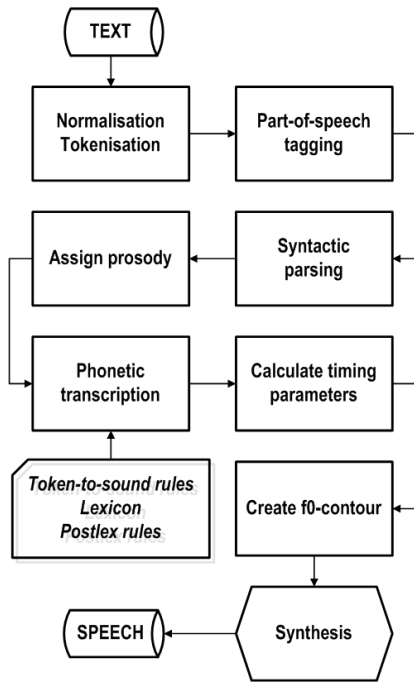 TEXT
Normalisation
Tokenisation
Part-of-speech
tagging
Syntactic
parsing
Assign prosody
Phonetic
transcription
Token-to-sound rules
Lexicon
Postlex rules
Calculate timing
parameters
Create f0-contour
Synthesis
SPEECH